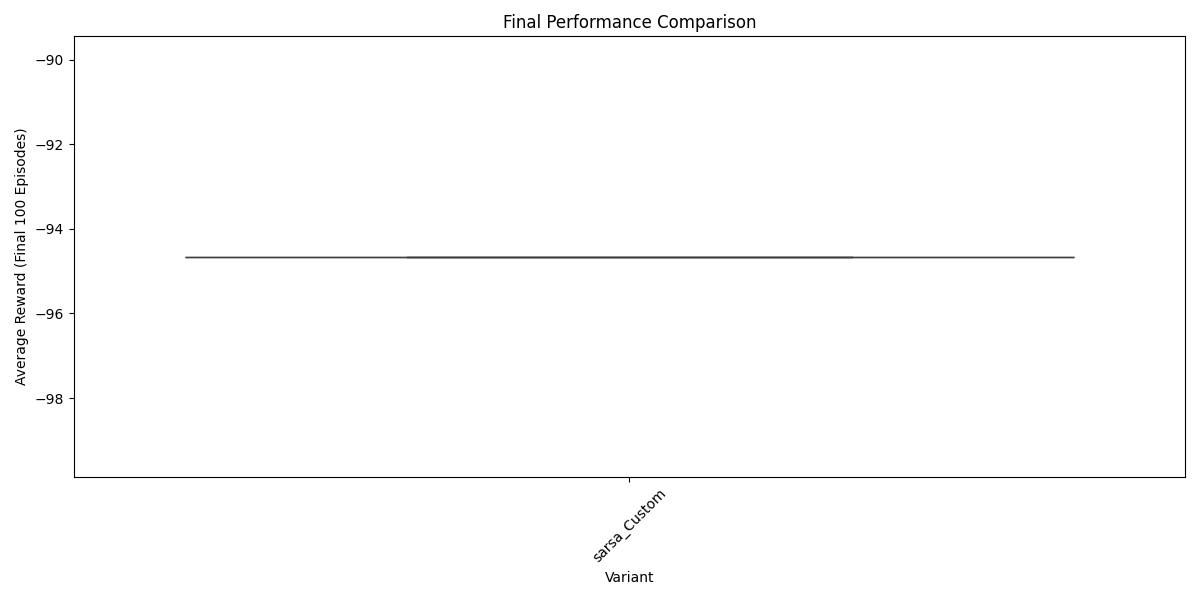 Final Performance Comparison
Average Reward (Final 100 Episodes)
−90
−92
−94
−96
−98
sarsa_Custom
Variant